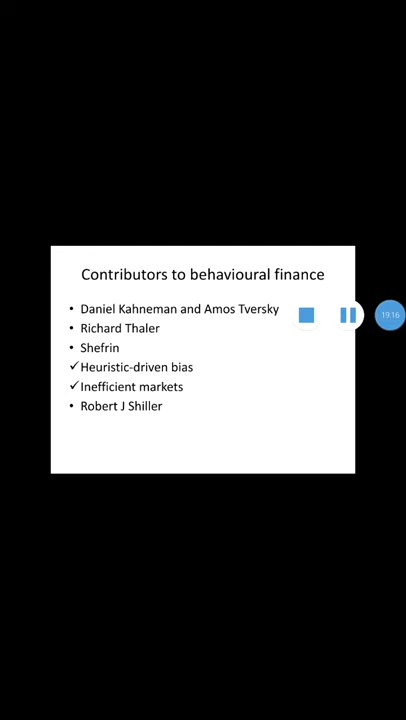 Contributors to behavioural finance
• Daniel Kahneman and Amos Tversky
• Richard Thaler
• Shefrin
✓Heuristic-driven bias
✓Inefficient markets
• Robert J Shiller
19:16